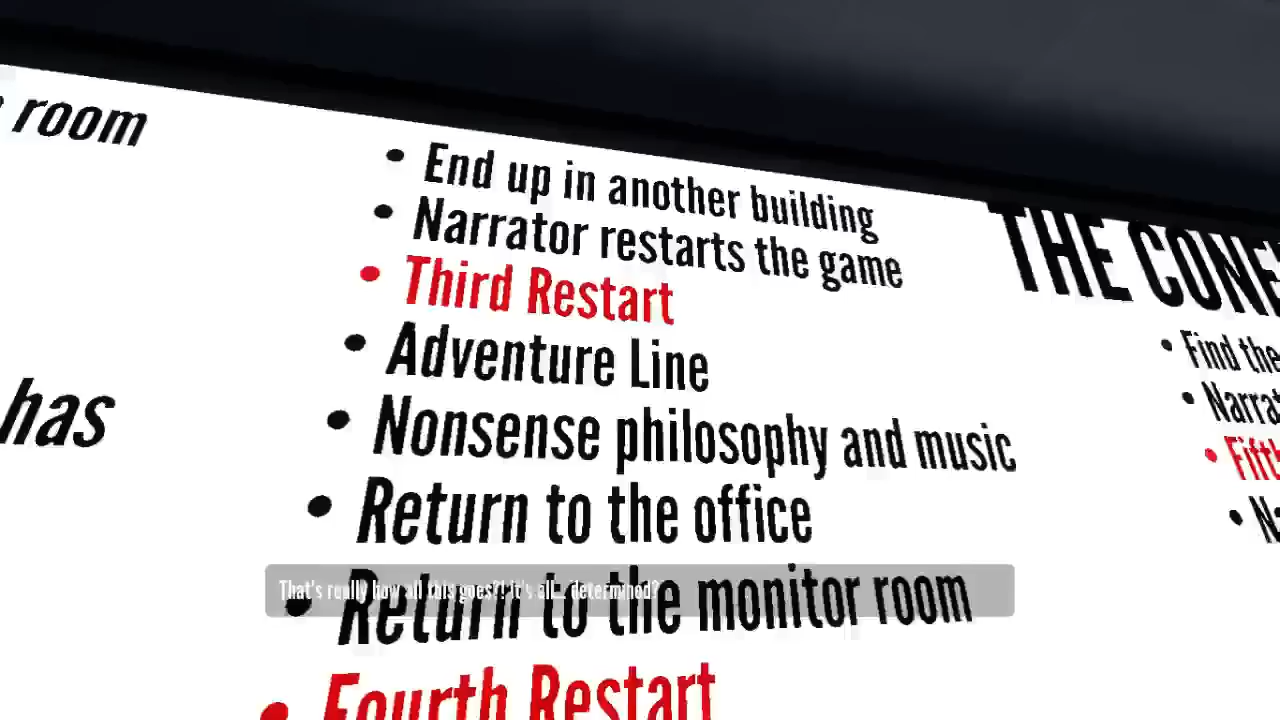 room
has
• End up in another building
• Narrator restarts the game
• Third Restart
• Adventure Line
• Nonsense philosophy and music
• Return to the office
• Return to the monitor room
• Fourth Restart
That's really how all this goes?! it's all... determined?
THE CONF
• Find the
• Narrat
• Fifth
• Na